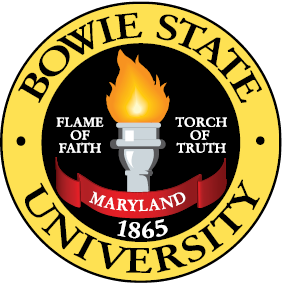 BOWIE STATE
FLAME
OF
FAITH
TORCH
OF
TRUTH
MARYLAND
1865
UNIVERSITY